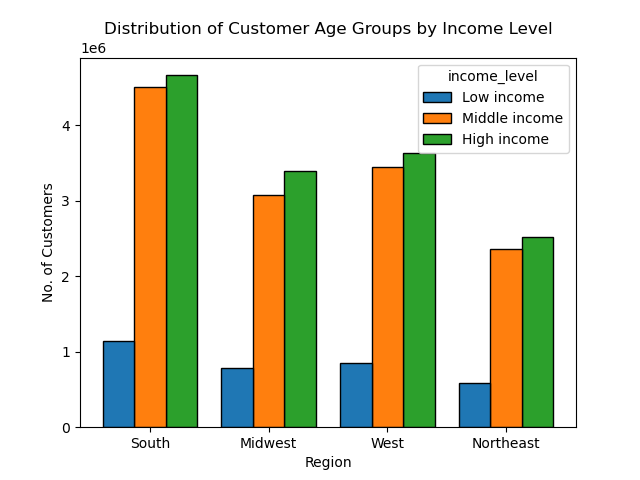 Distribution of Customer Age Groups by Income Level
1e6
income_level
Low income
Middle income
High income
4
3
2
1
0
No. of Customers
South Midwest West Northeast
Region